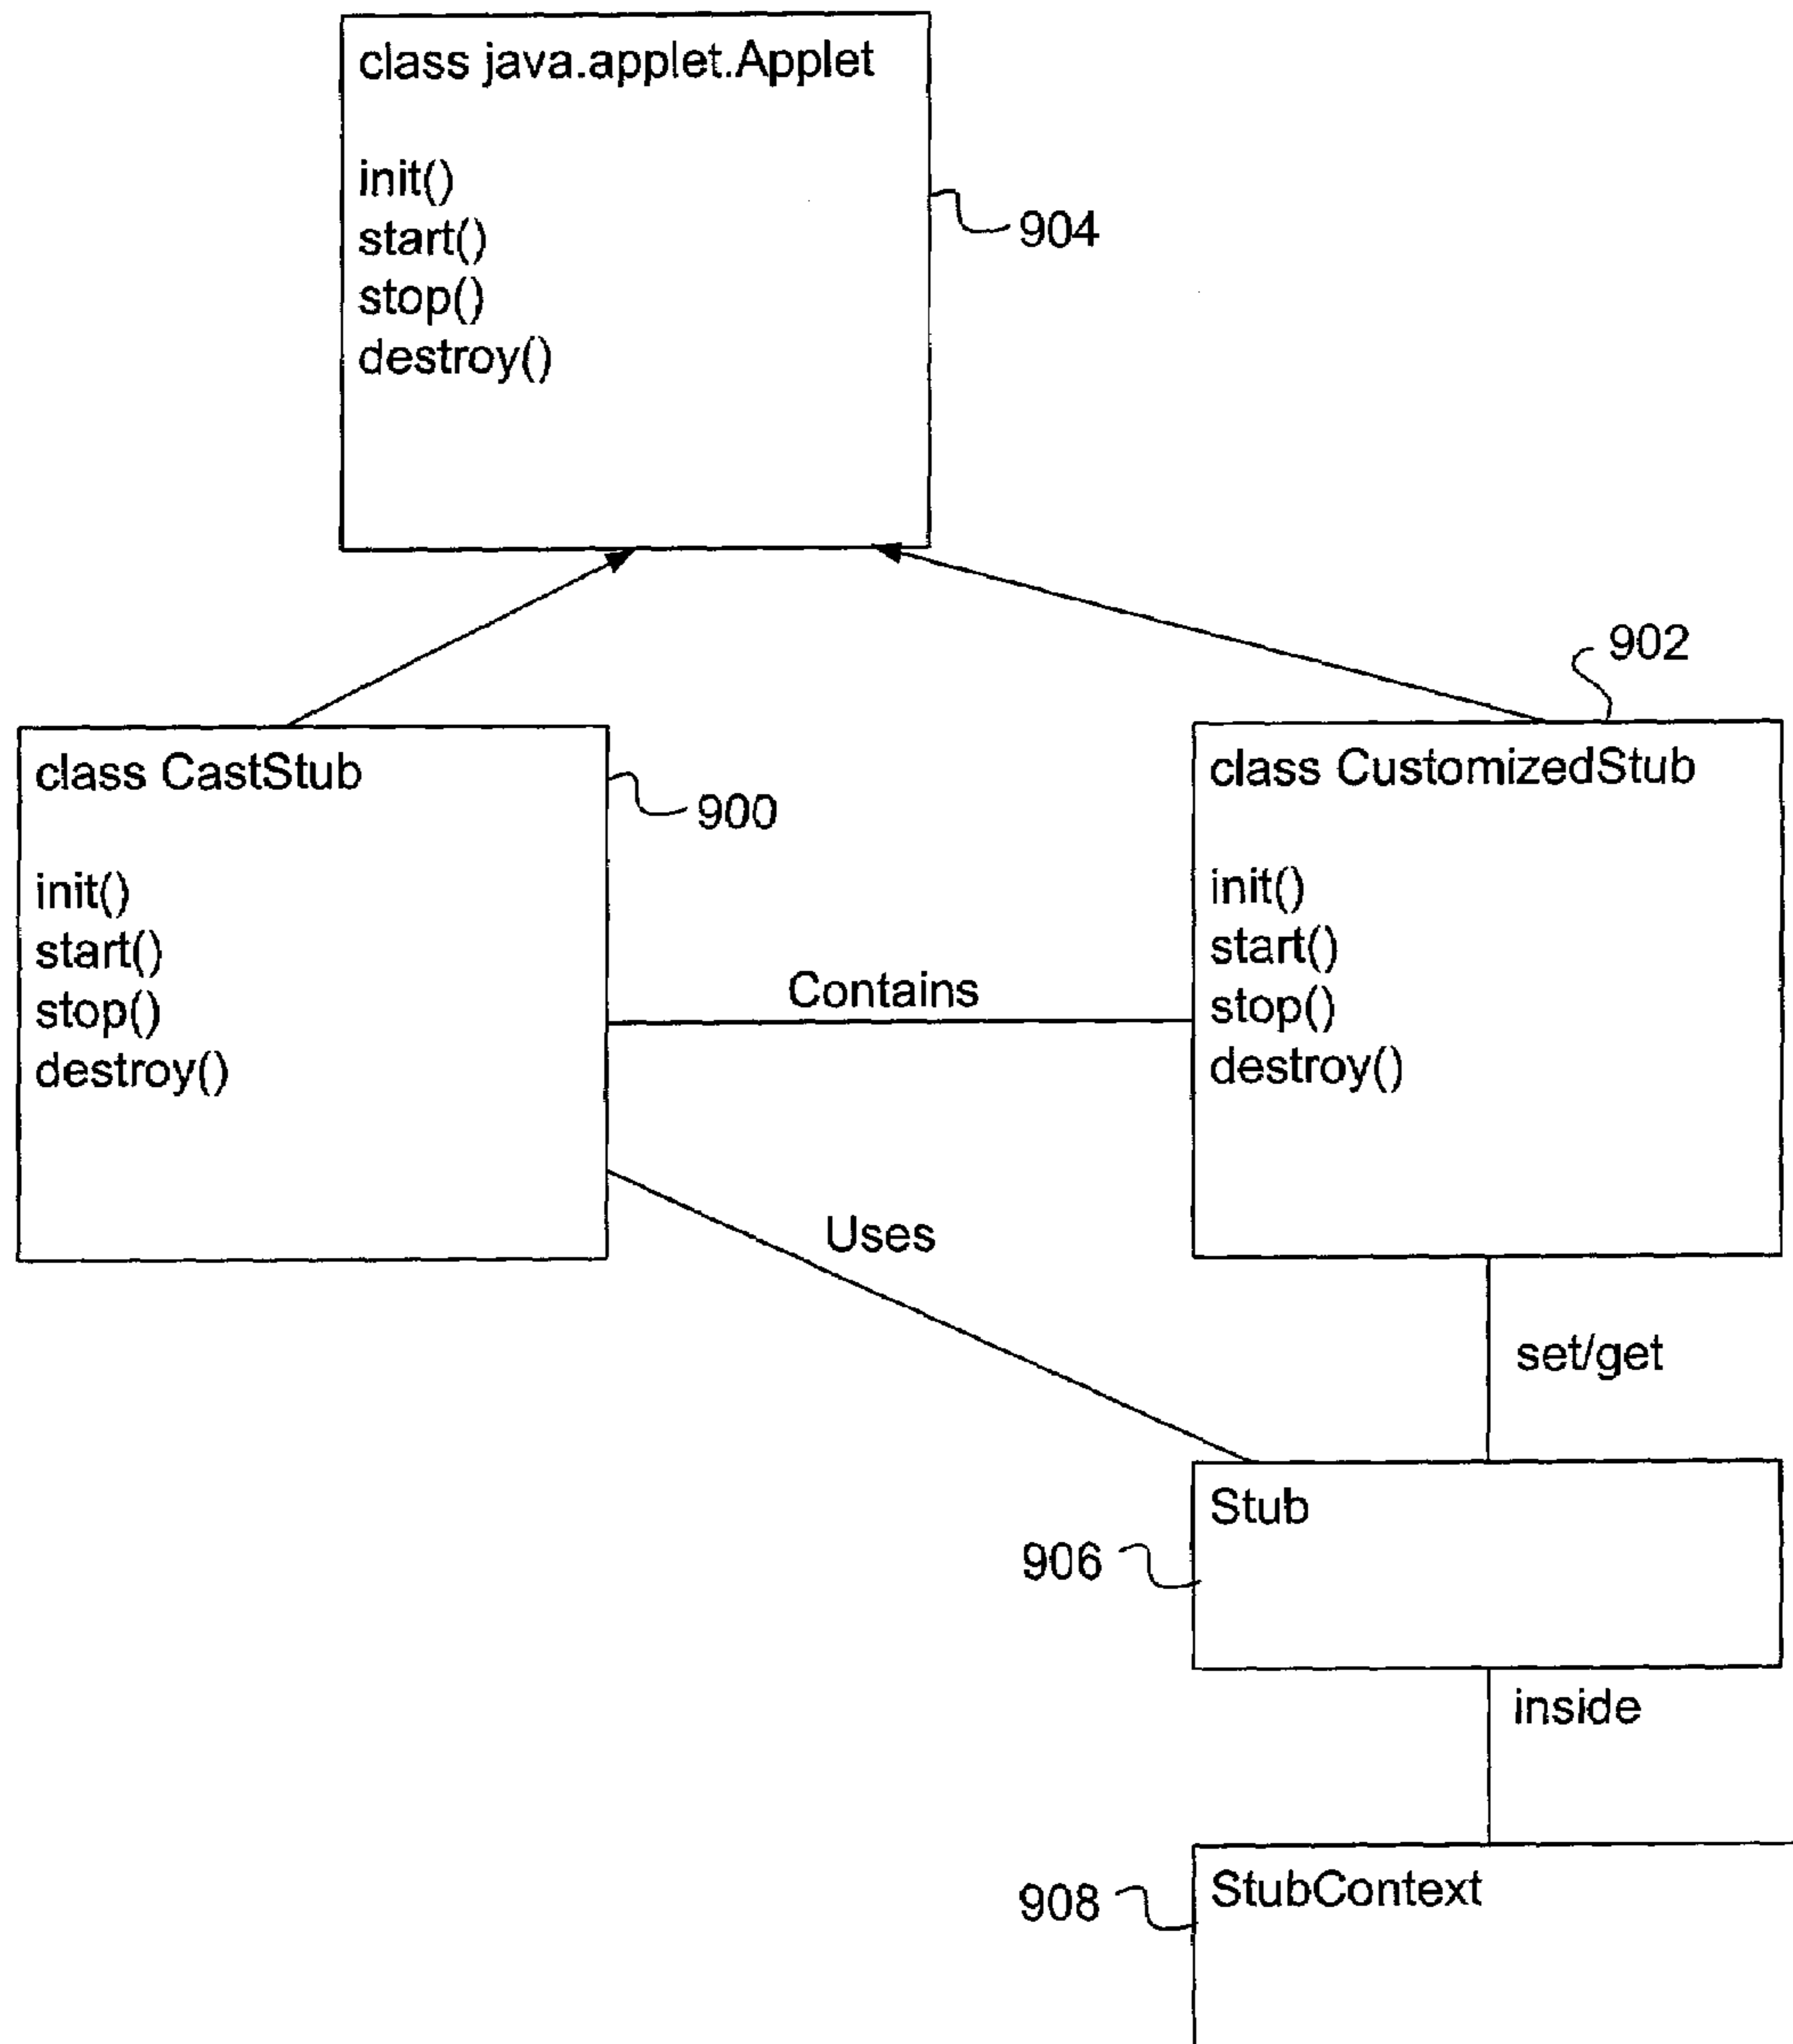 class java.applet.Applet
init()
start()
stop()
destroy()
904
902
class CastStub
init()
start()
stop()
destroy()
900
class CustomizedStub
init()
start()
stop()
destroy()
Contains
Uses
set/get
Stub
906
inside
StubContext
908